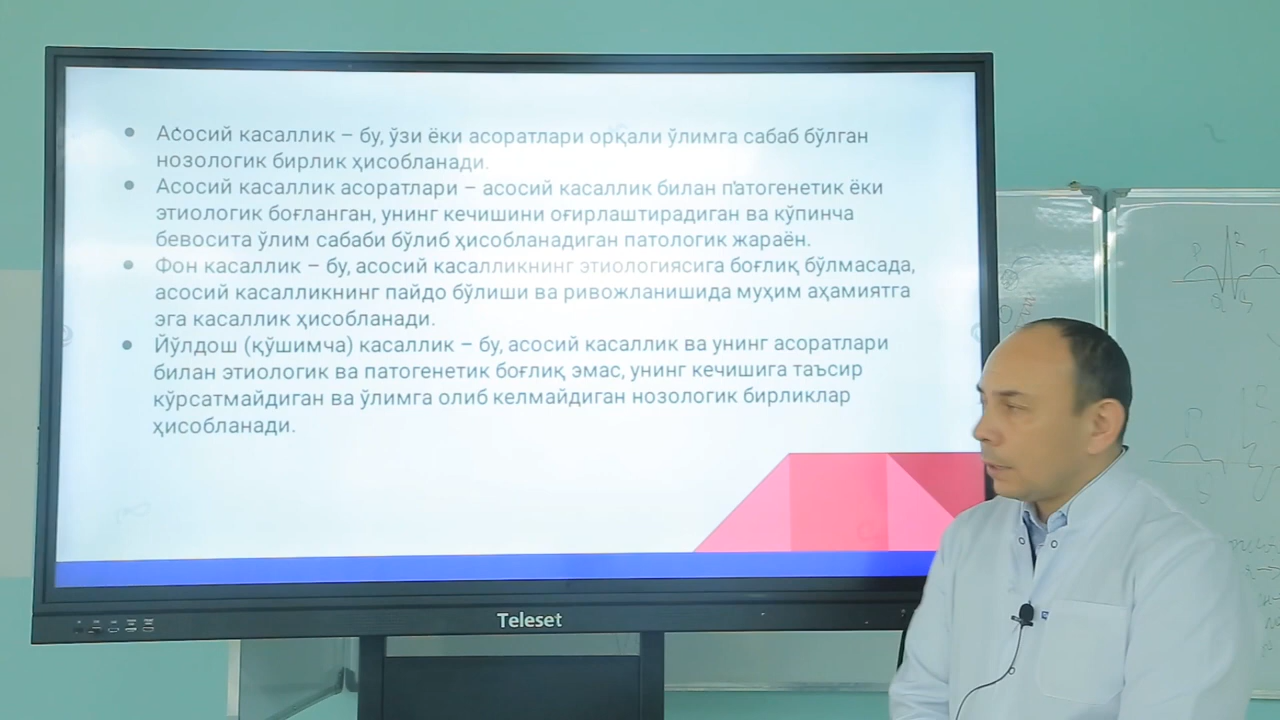 Асосий касаллик – бу, ўзи ёки асоратлари орқали ўлимга сабаб бўлган
нозологик бирлик ҳисобланади.
Асосий касаллик асоратлари – асосий касаллик билан патогенетик ёки
этиологик боғланган, унинг кечишини оғирлаштирадиган ва кўпинча
бевосита ўлим сабаби бўлиб ҳисобланадиган патологик жараён.
Фон касаллик – бу, асосий касалликнинг этиологиясига боғлиқ бўлмасада,
асосий касалликнинг пайдо бўлиши ва ривожланишида муҳим аҳамиятга
эга касаллик ҳисобланади.
Йўлдош (қўшимча) касаллик – бу, асосий касаллик ва унинг асоратлари
билан этиологик ва патогенетик боғлиқ эмас, унинг кечишига таъсир
кўрсатмайдиган ва ўлимга олиб келмайдиган нозологик бирликлар
ҳисобланади.
Teleset